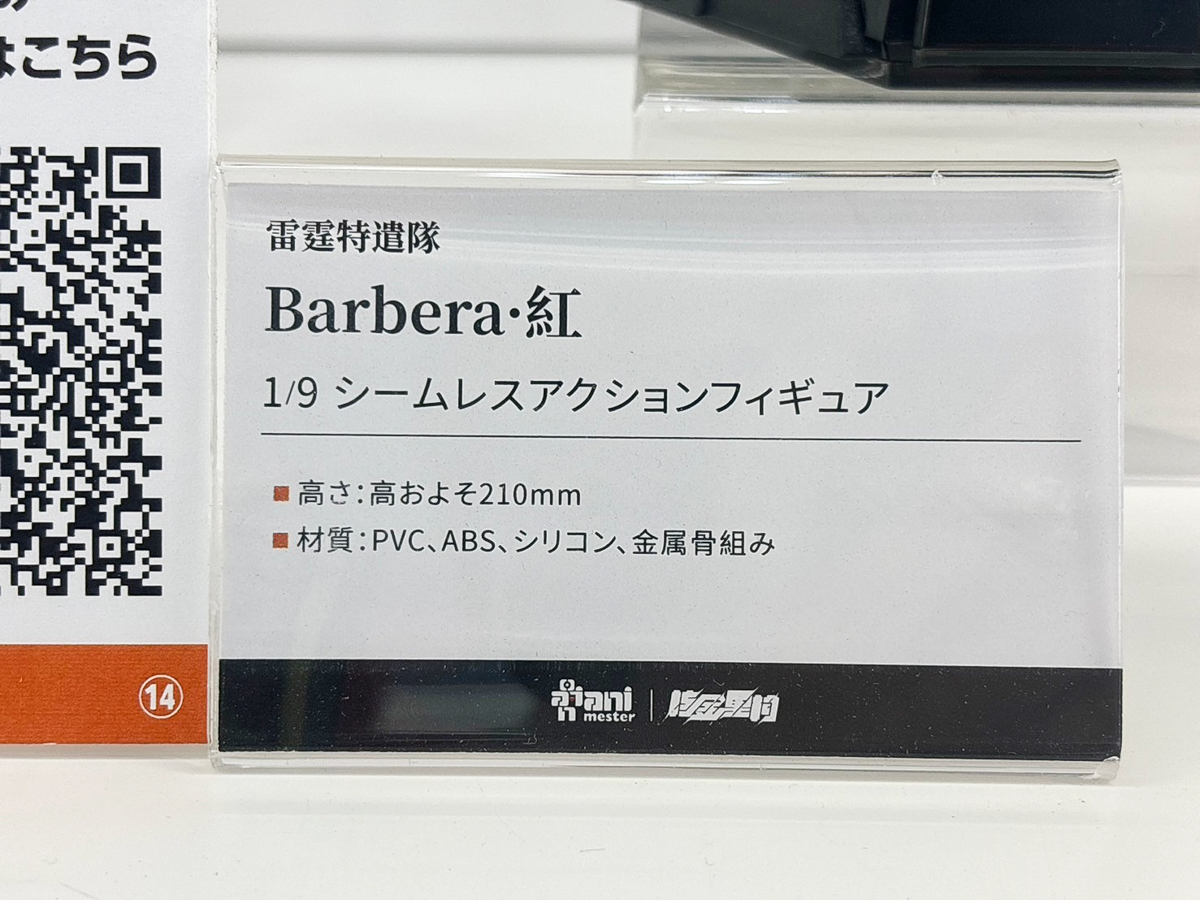 はこちら
⑭
雷霆特遣隊
Barbera·紅
1/9 シームレスアクションフィギュア
高さ:高およそ210mm
材質:PVC、ABS、シリコン、金属骨組み
ani mester